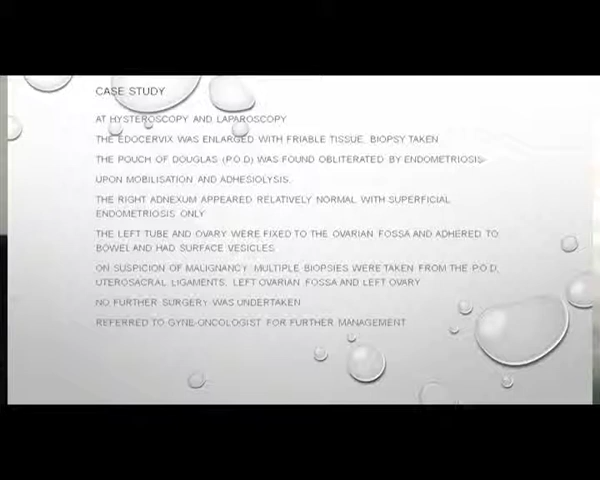 CASE STUDY
AT HYSTEROSCOPY AND LAPAROSCOPY
THE EDOCERVIX WAS ENLARGED WITH FRIABLE TISSUE, BIOPSY TAKEN
THE POUCH OF DOUGLAS (P.O.D) WAS FOUND OBLITERATED BY ENDOMETRIOSIS
UPON MOBILISATION AND ADHESIOLYSIS,
THE RIGHT ADNEXUM APPEARED RELATIVELY NORMAL WITH SUPERFICIAL
ENDOMETRIOSIS ONLY
THE LEFT TUBE AND OVARY WERE FIXED TO THE OVARIAN FOSSA AND ADHERED TO
BOWEL AND HAD SURFACE VESICLES
ON SUSPICION OF MALIGNANCY MULTIPLE BIOPSIES WERE TAKEN FROM THE P.O.D,
UTEROSACRAL LIGAMENTS, LEFT OVARIAN FOSSA AND LEFT OVARY
NO FURTHER SURGERY WAS UNDERTAKEN
REFERRED TO GYNE-ONCOLOGIST FOR FURTHER MANAGEMENT